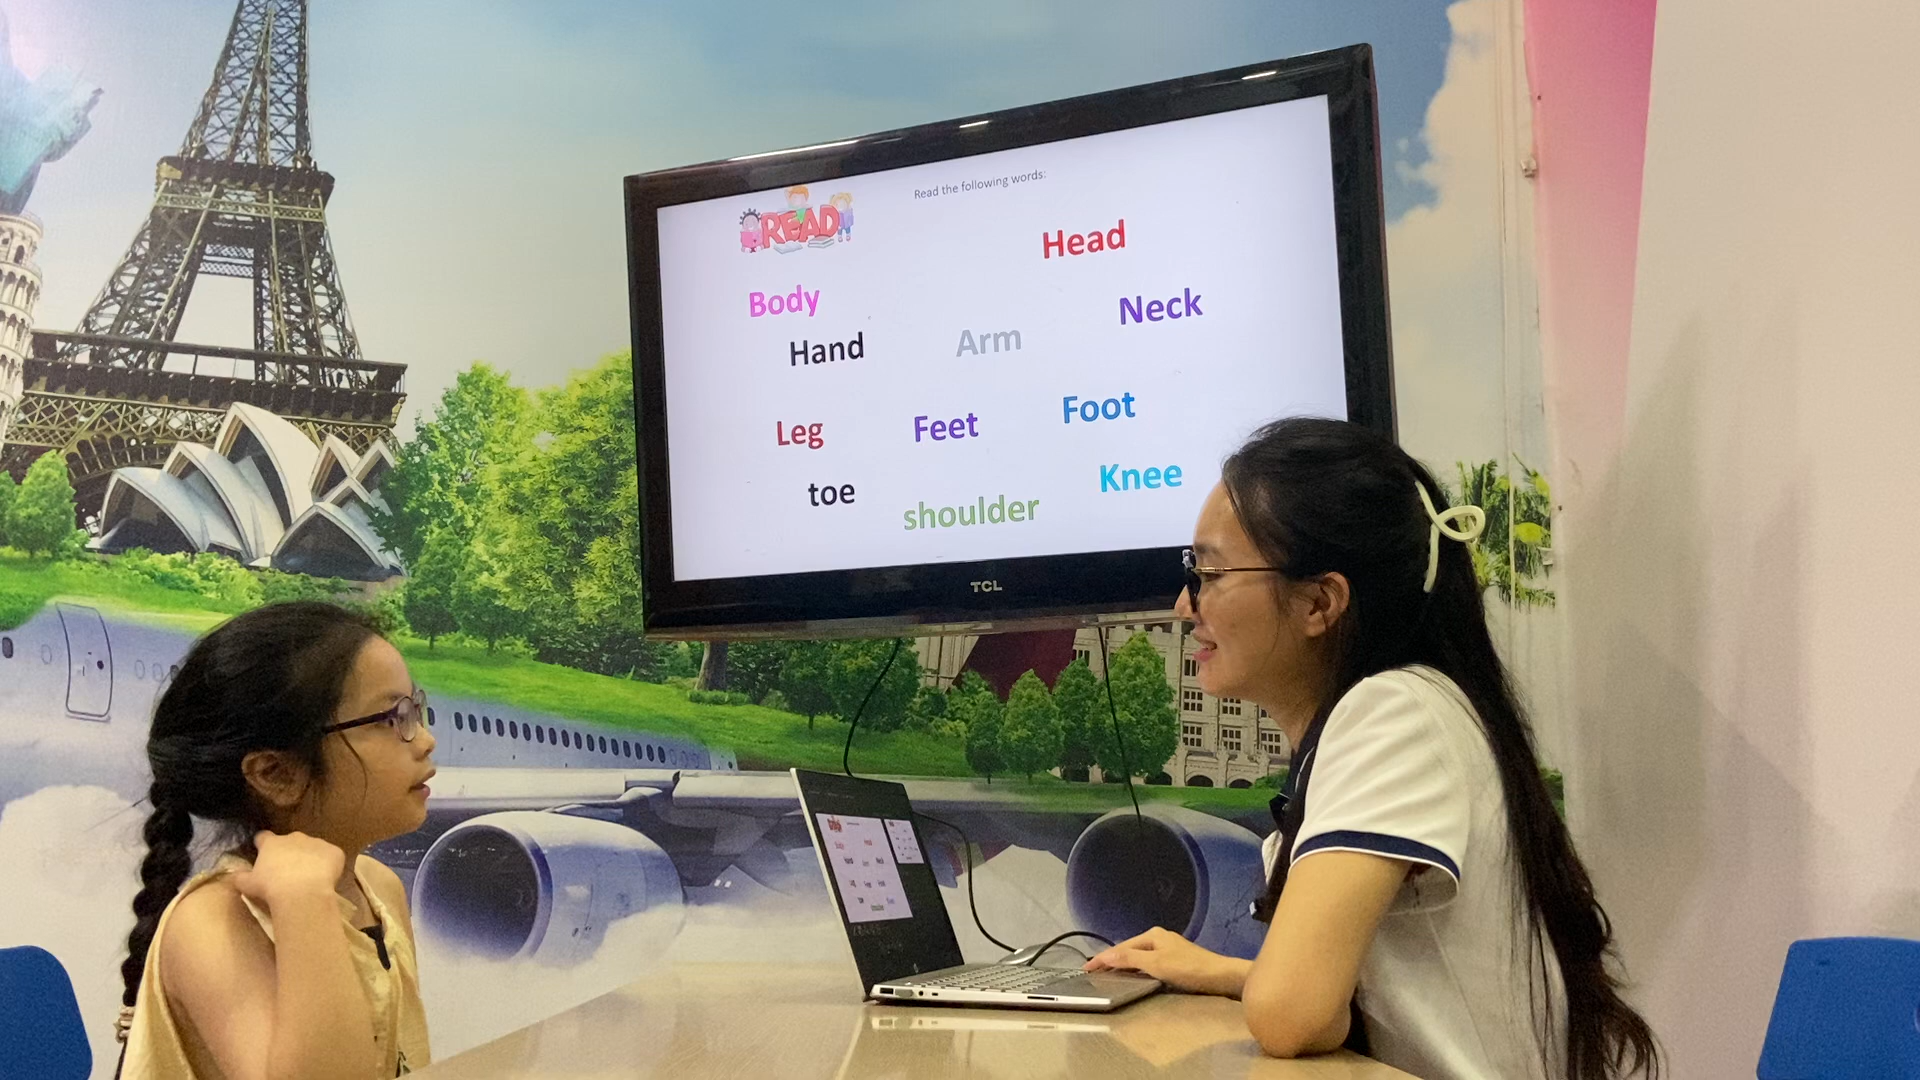 Read the following words:
READ
Head
Body
Neck
Hand
Arm
Leg
Feet
Foot
toe
shoulder
Knee
TCL